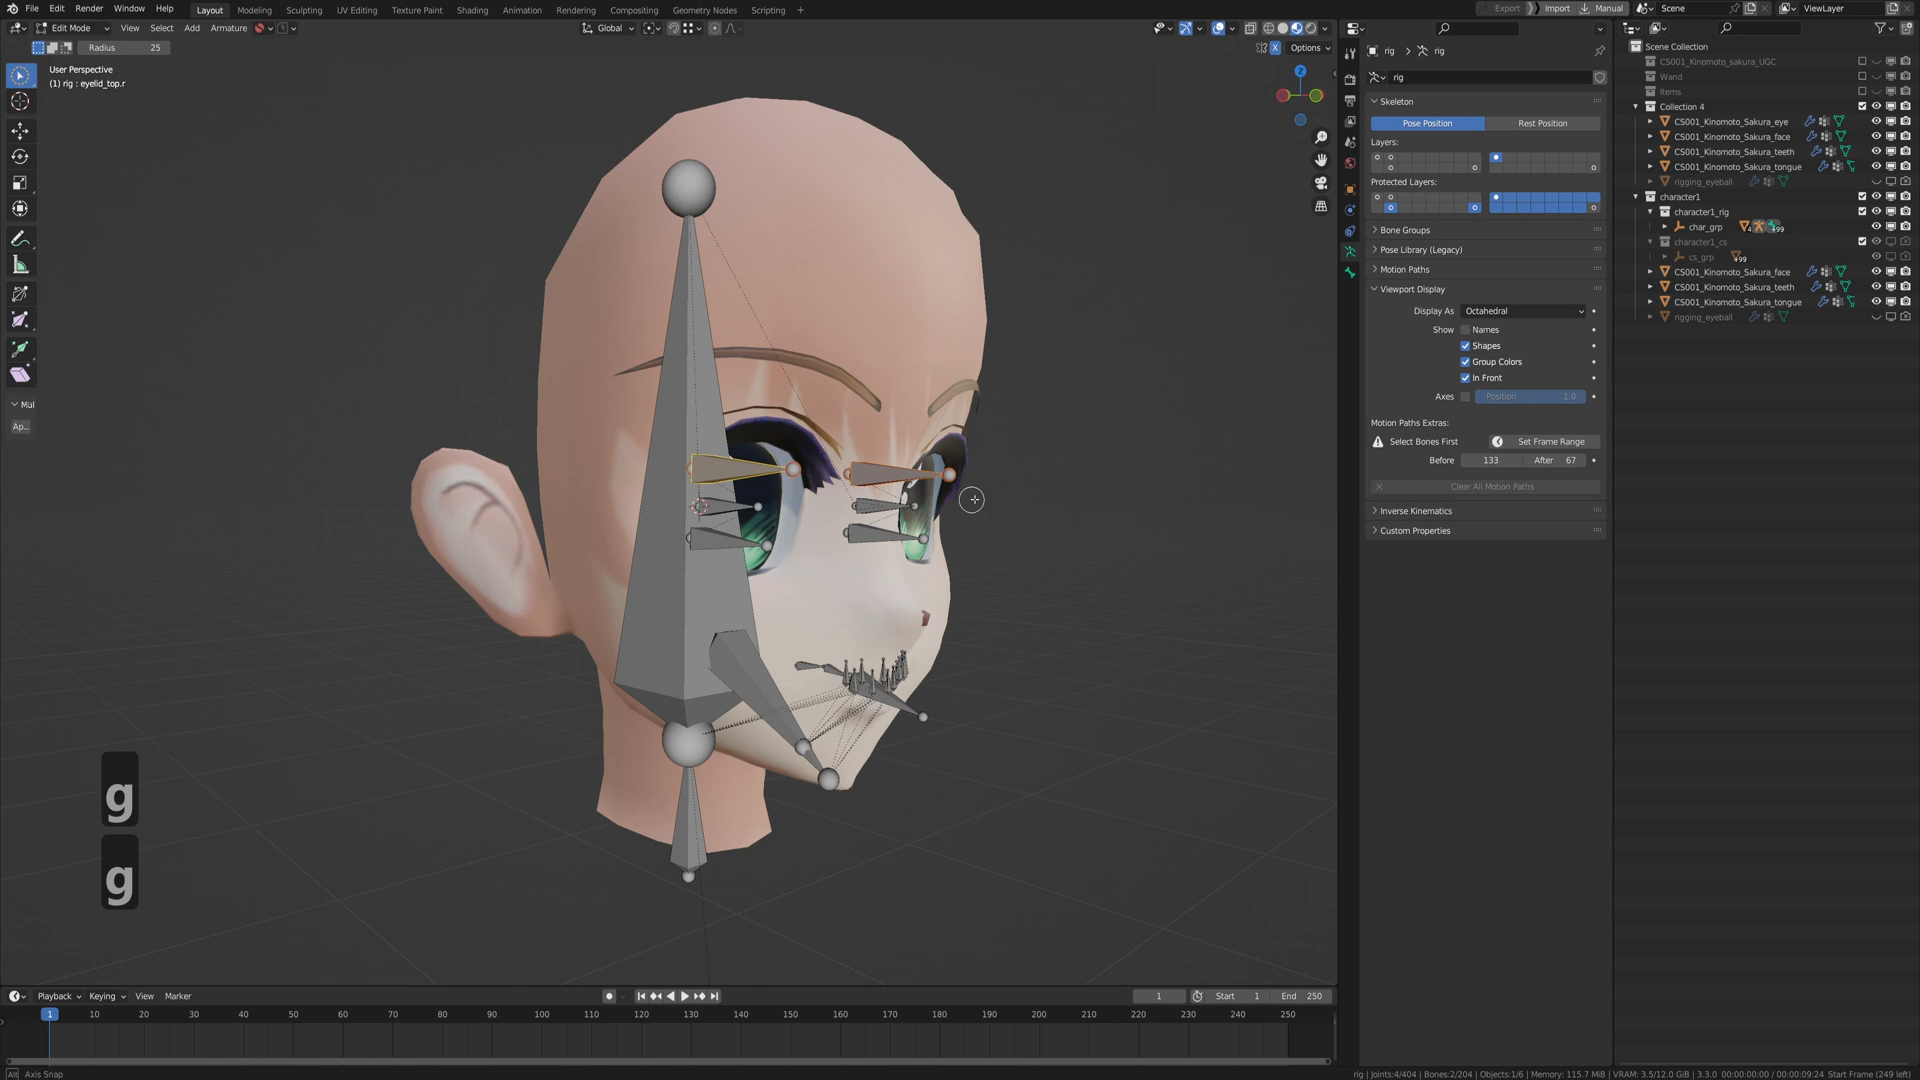 File Edit Render Window Help Layout Modeling Sculpting UV Editing Texture Paint Shading Animation Rendering Compositing Geometry Nodes Scripting +
Export Import Manual Scene ViewLayer
Edit Mode View Select Add Armature Global
Radius 25
Options
User Perspective
(1) rig : eyelid_top.r
Z
Mul
Ap...
g
g
rig > rig
rig
Skeleton
Pose Position Rest Position
Layers:
Protected Layers:
Bone Groups
Pose Library (Legacy)
Motion Paths
Viewport Display
Display As Octahedral
Show Names
Shapes
Group Colors
In Front
Axes Position 1.0
Motion Paths Extras:
Select Bones First Set Frame Range
Before 133 After 67
Clear All Motion Paths
Inverse Kinematics
Custom Properties
Scene Collection
CS001_Kinomoto_sakura_UGC
Wand
Items
Collection 4
CS001_Kinomoto_Sakura_eye
CS001_Kinomoto_Sakura_face
CS001_Kinomoto_Sakura_teeth
CS001_Kinomoto_Sakura_tongue
rigging_eyeball
character1
character1_rig
char_grp 4 +99
character1_cs
cs_grp +99
CS001_Kinomoto_Sakura_face
CS001_Kinomoto_Sakura_teeth
CS001_Kinomoto_Sakura_tongue
rigging_eyeball
Playback Keying View Marker 1 Start 1 End 250
1 10 20 30 40 50 60 70 80 90 100 110 120 130 140 150 160 170 180 190 200 210 220 230 240 250
Alt Axis Snap
rig | Joints:4/404 | Bones:2/204 | Objects:1/6 | Memory: 115.7 MiB | VRAM: 3.5/12.0 GiB | 3.3.0 00:00:00:00 / 00:00:09:24 Start Frame (249 left)